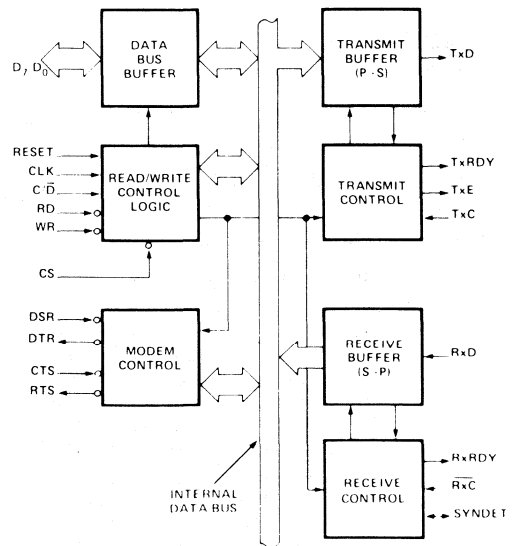 DATA
BUS
BUFFER
D7 D0
TRANSMIT
BUFFER
(P - S)
TxD
RESET
CLK
C/D̅
RD
WR
CS
READ/WRITE
CONTROL
LOGIC
TRANSMIT
CONTROL
TxRDY
TxE
TxC
DSR
DTR
CTS
RTS
MODEM
CONTROL
RECEIVE
BUFFER
(S - P)
RxD
INTERNAL
DATA BUS
RECEIVE
CONTROL
RxRDY
R̅x̅C̅
SYNDET